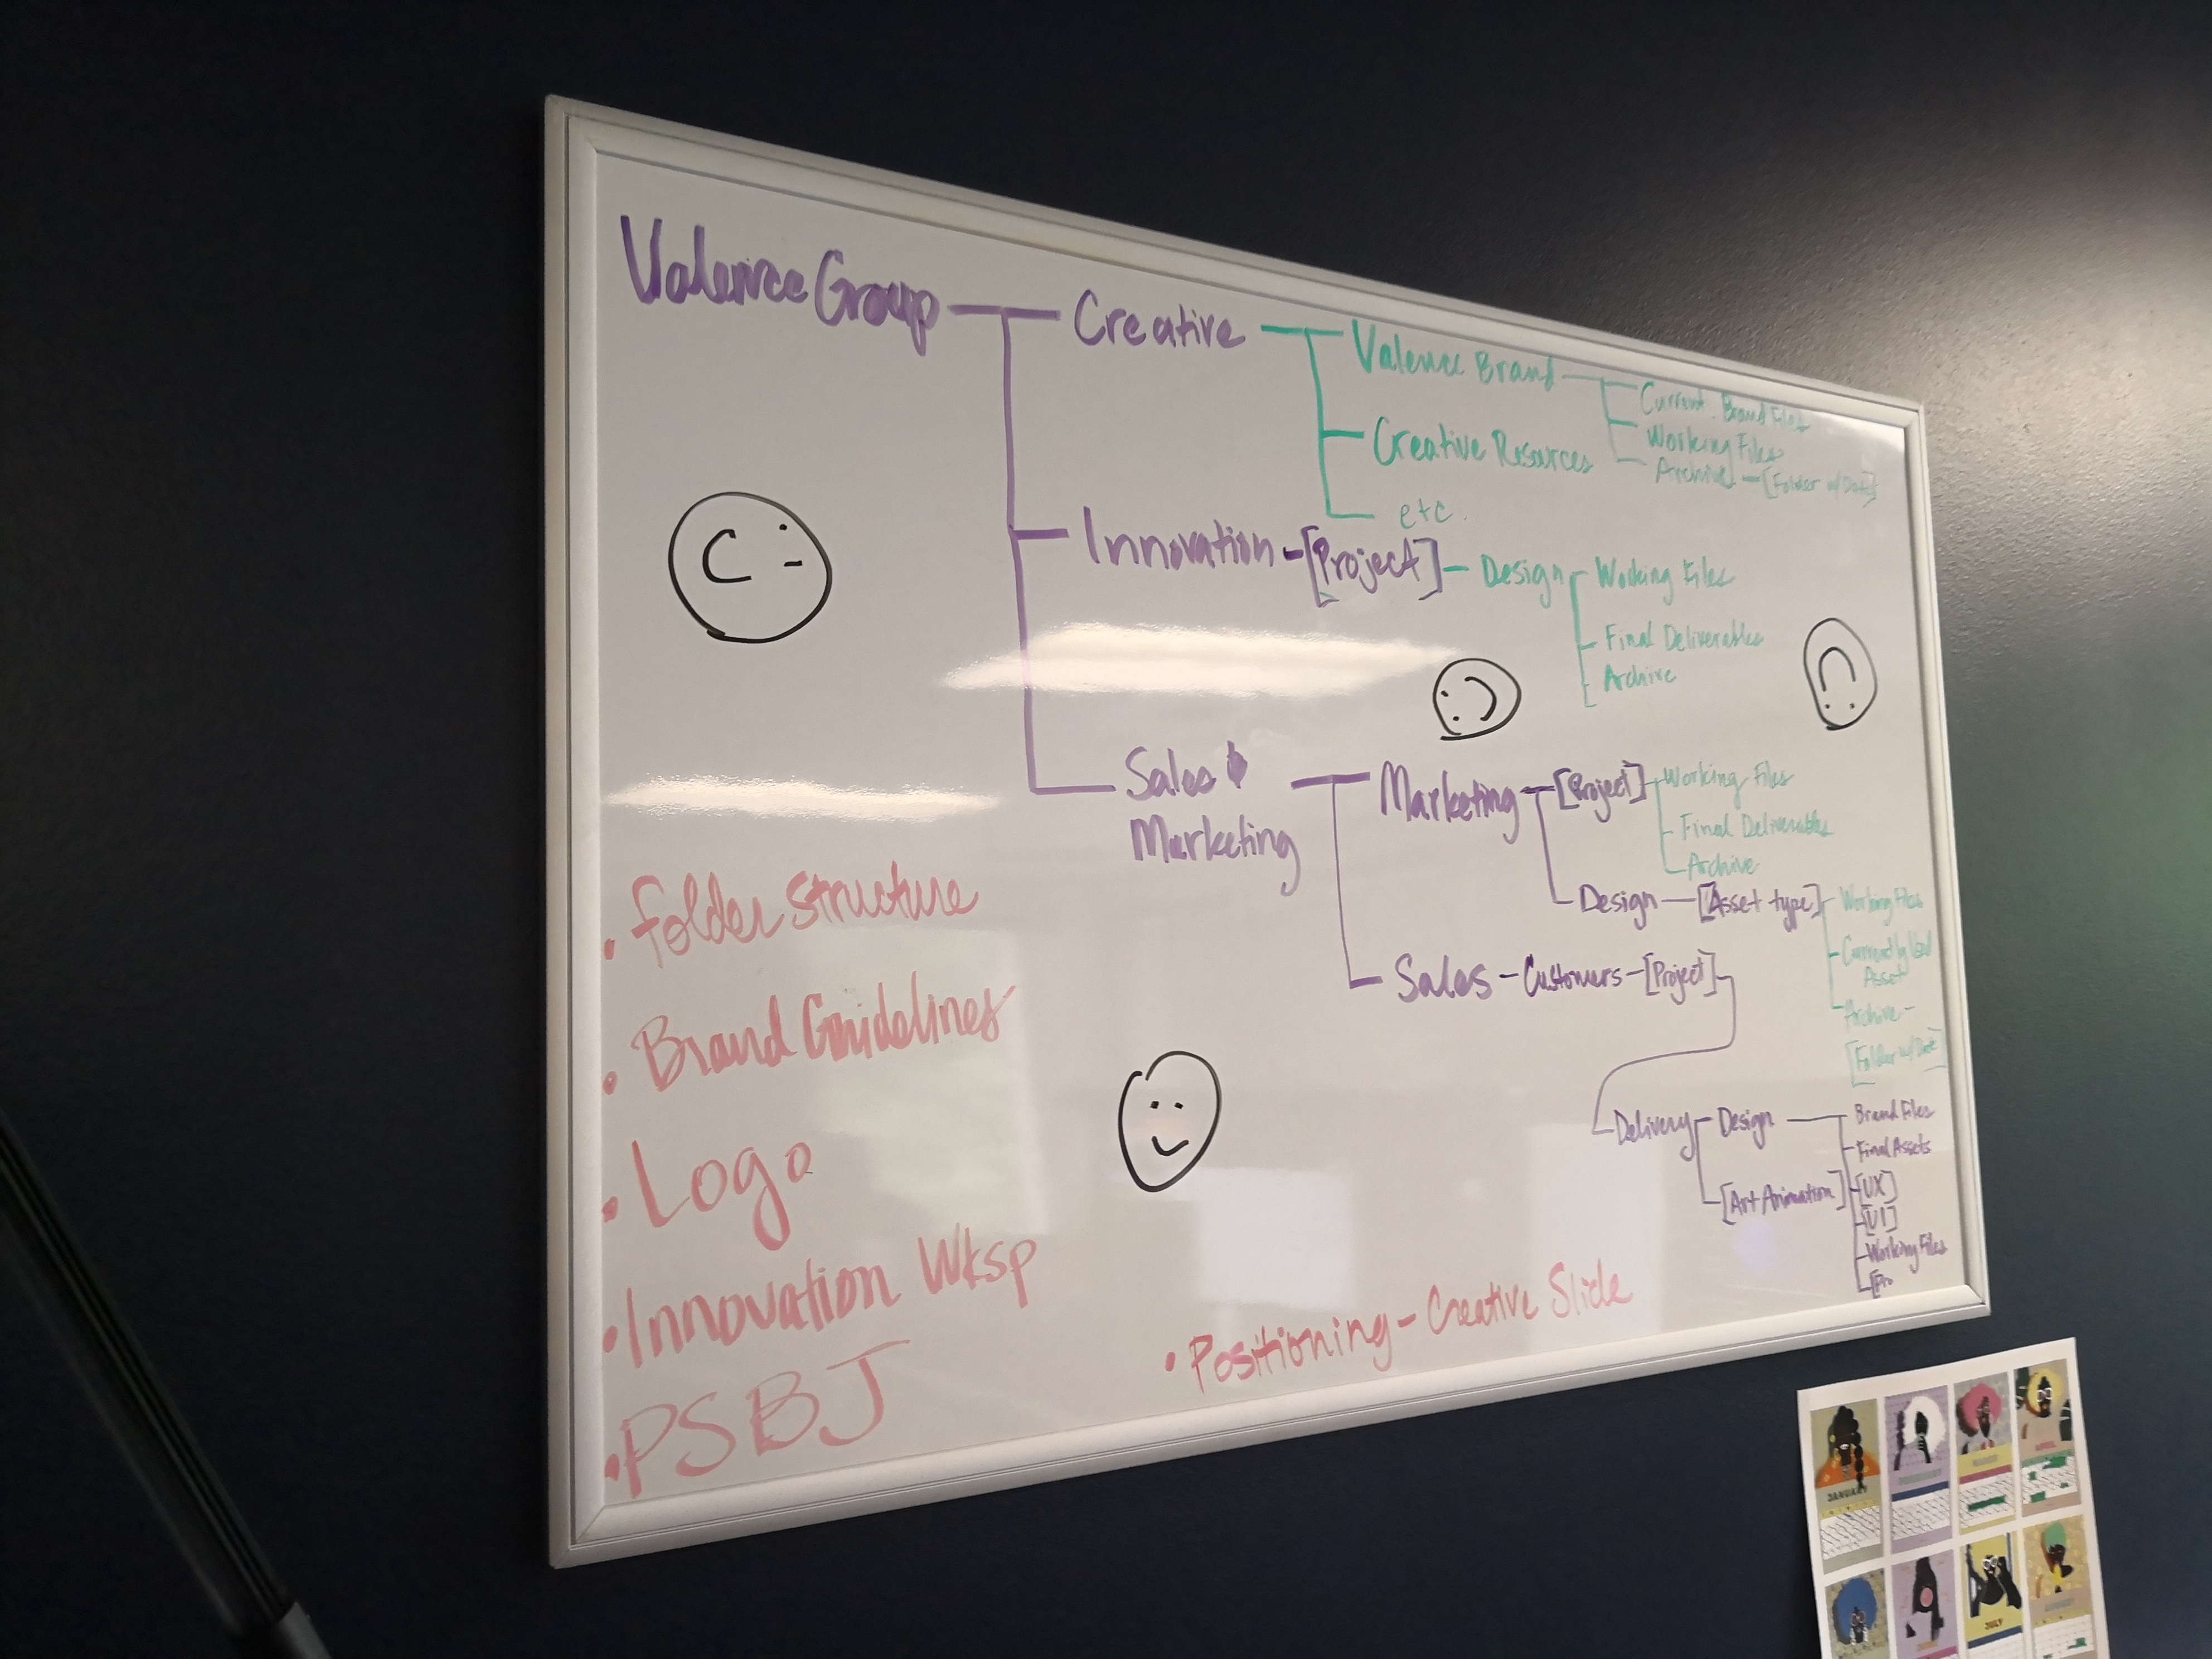 Valence Group
Creative
Valence Brand
Current Brand Files
Working Files
Archive - [Folder w/ Date]
Creative Resources
etc.
Innovation - [Project] - Design
Working Files
Final Deliverables
Archive
Sales &
Marketing
Marketing
[Project]
Working Files
Final Deliverables
Archive
Design - [Asset type]
Working Files
Currently Used
Asset
Archive -
[Folder w/ Date]
Sales - Customers - [Project]
Delivery
Design
Brand Files
Final Assets
[UX]
[UI]
Working Files
[Pro
[Art Animation]
• Folder Structure
• Brand Guidelines
• Logo
• Innovation Wksp
• PSBJ
• Positioning - Creative Slide
JANUARY
JULY